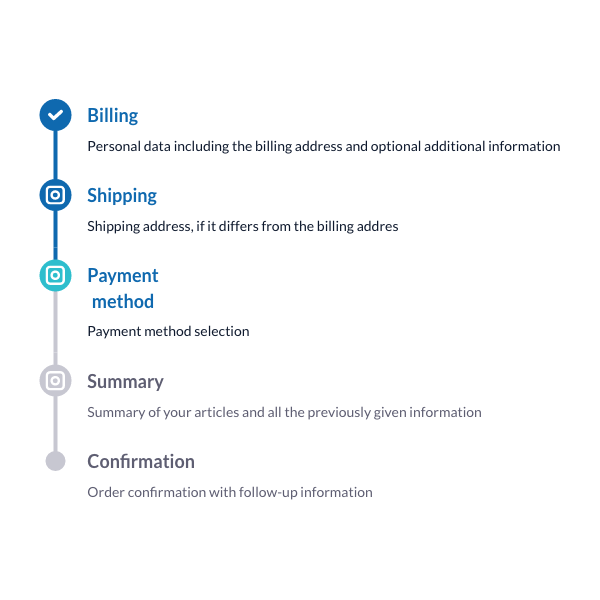 Billing
Personal data including the billing address and optional additional information
Shipping
Shipping address, if it differs from the billing addres
Payment
method
Payment method selection
Summary
Summary of your articles and all the previously given information
Confirmation
Order confirmation with follow-up information